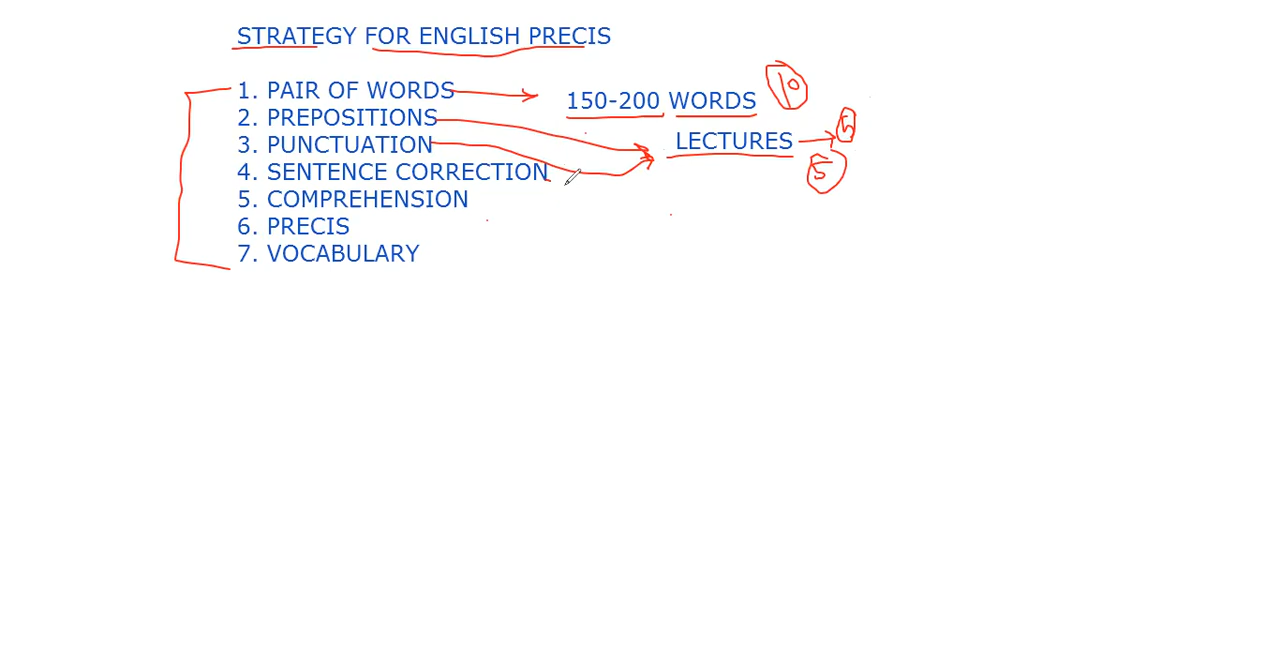 STRATEGY FOR ENGLISH PRECIS
1. PAIR OF WORDS
150-200 WORDS
10
2. PREPOSITIONS
3. PUNCTUATION
LECTURES
5
5
4. SENTENCE CORRECTION
5. COMPREHENSION
6. PRECIS
7. VOCABULARY